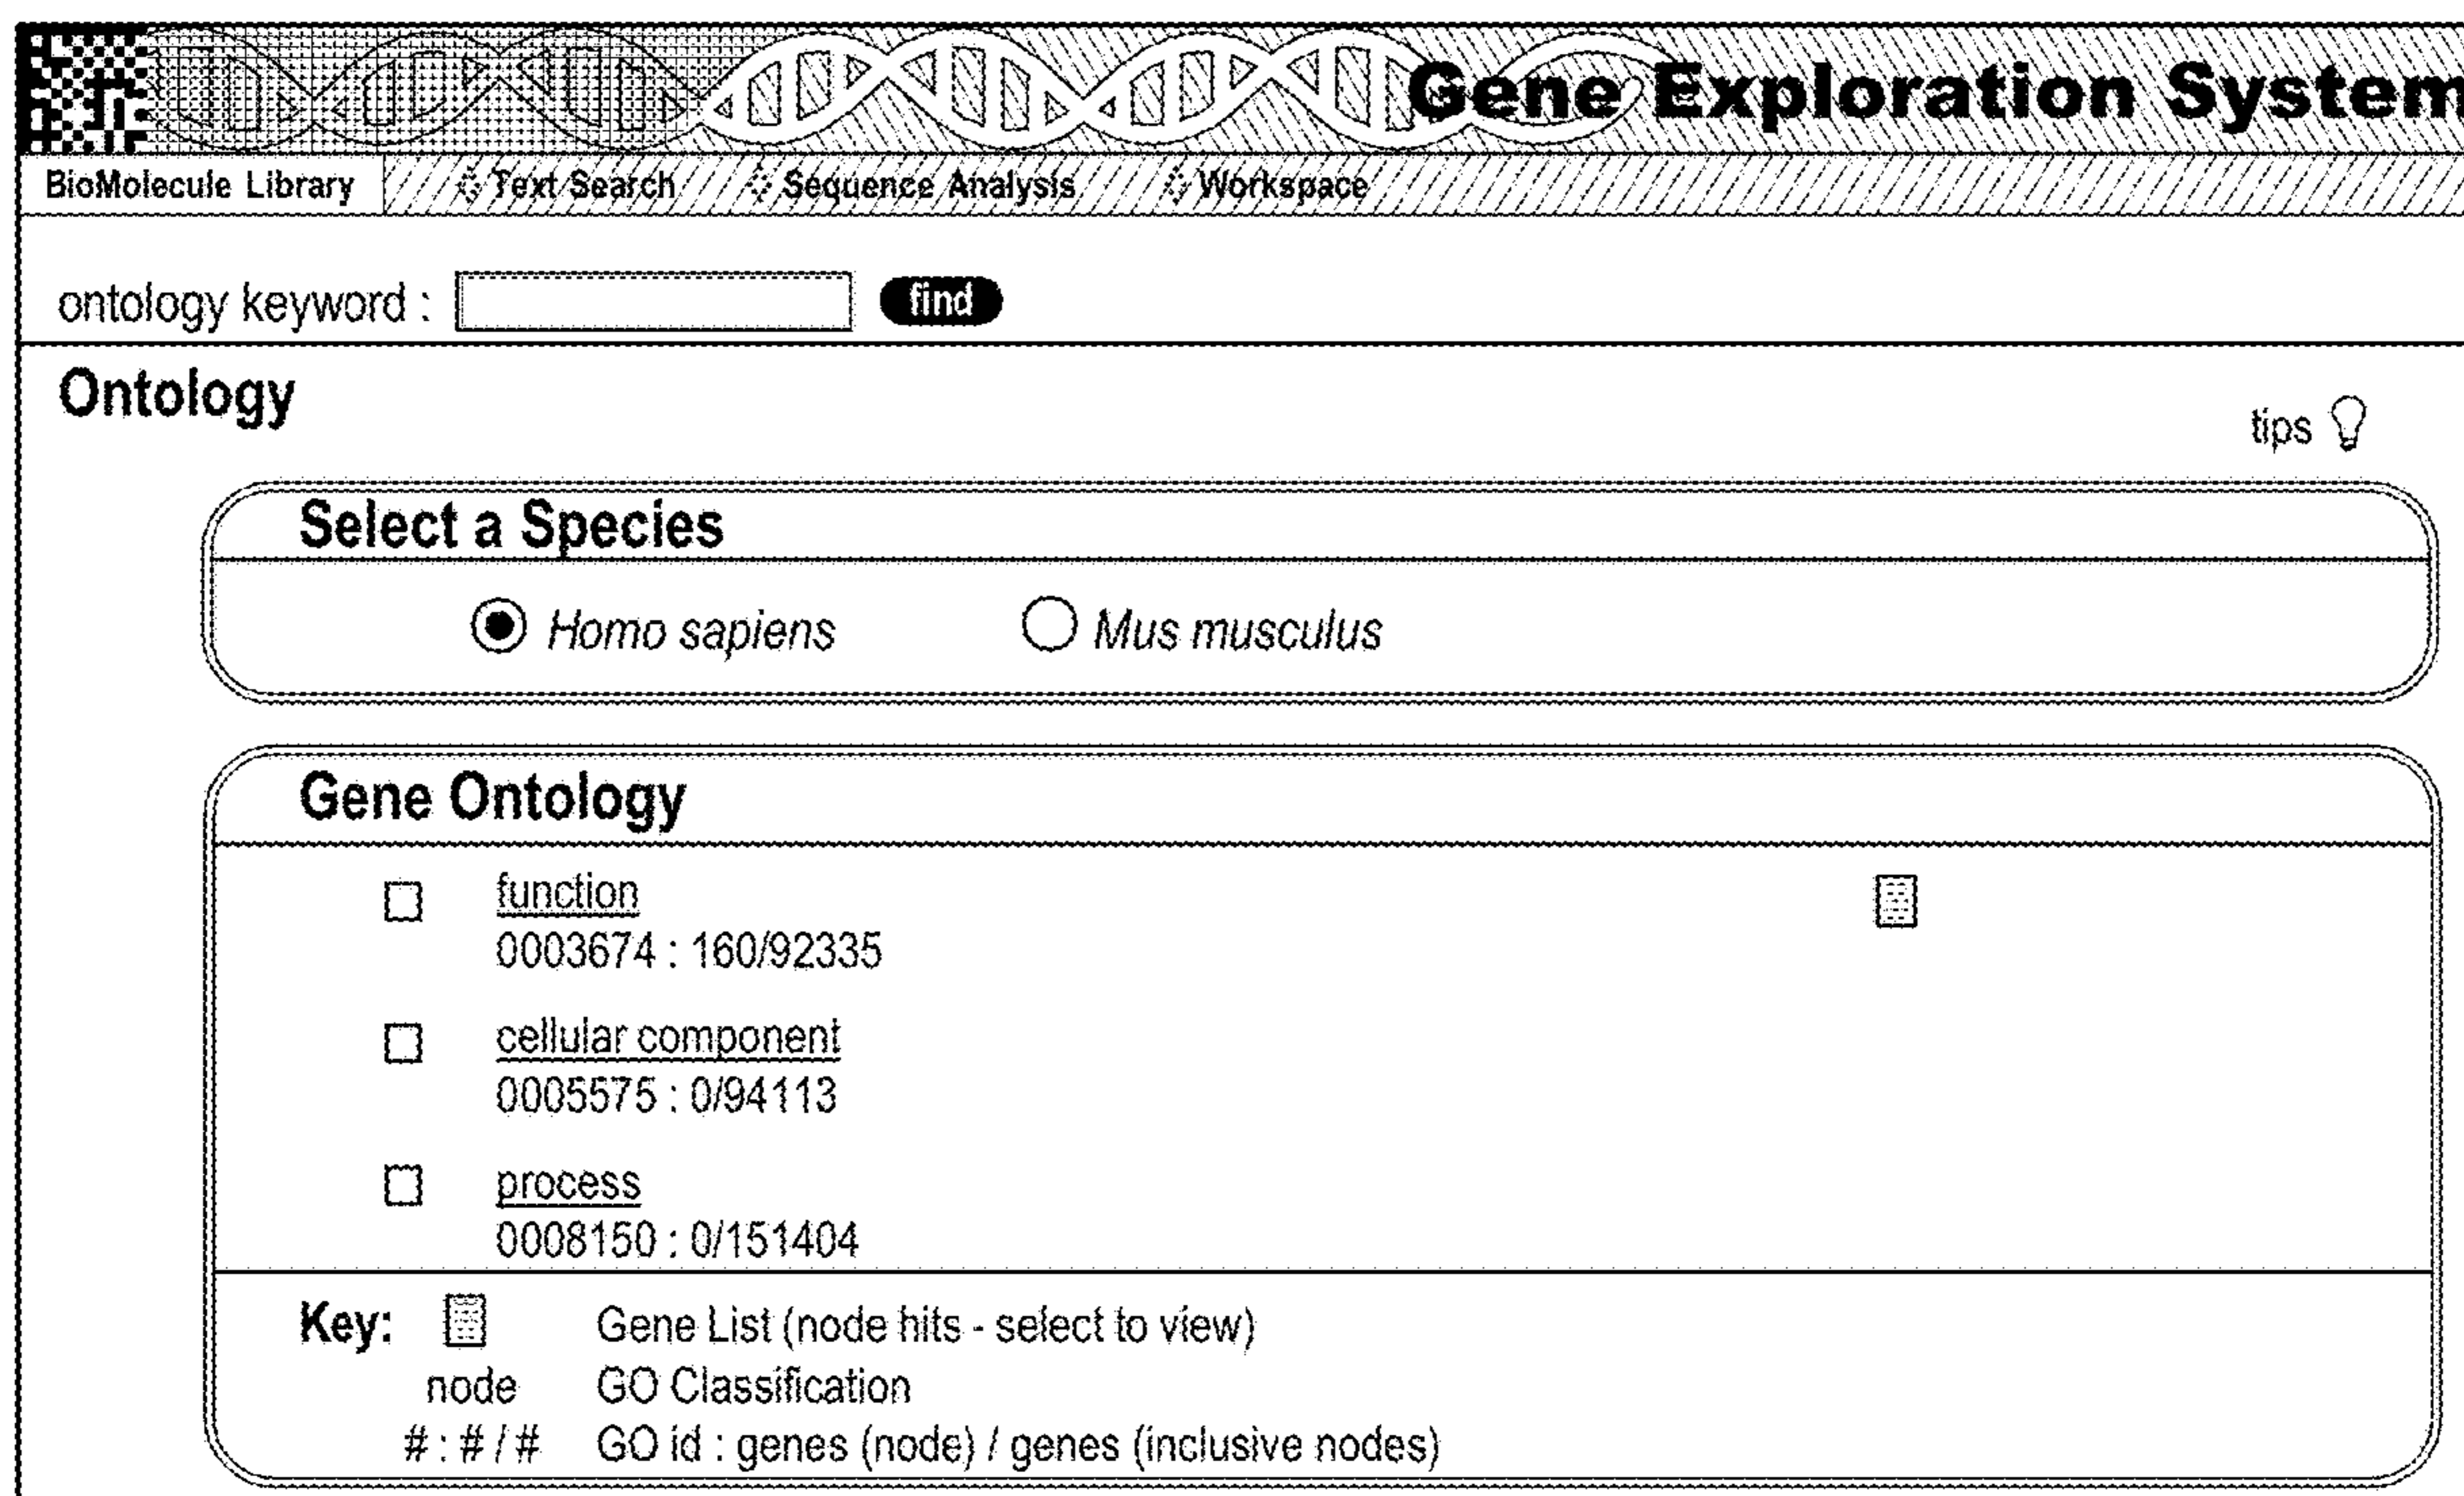 Gene Exploration System
BioMolecule Library Text Search Sequence Analysis Workspace
ontology keyword : find
Ontology
tips
Select a Species
Homo sapiens Mus musculus
Gene Ontology
function
0003674 : 160/92335
cellular component
0005575 : 0/94113
process
0008150 : 0/151404
Key: Gene List (node hits - select to view)
node GO Classification
# : # / # GO id : genes (node) / genes (inclusive nodes)